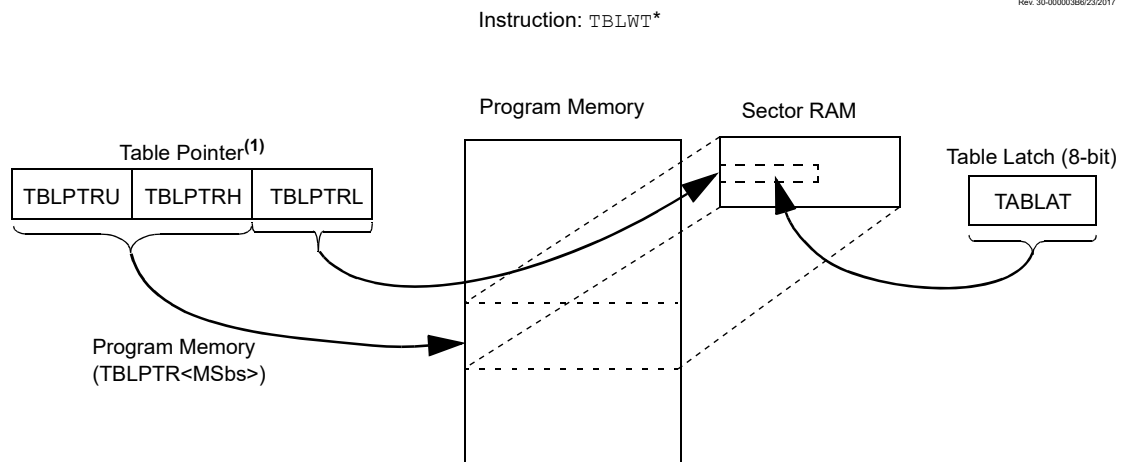 Rev. 30-000003B6/23/2017
Instruction: TBLWT*
Program Memory
Sector RAM
Table Pointer(1)
Table Latch (8-bit)
TBLPTRU TBLPTRH TBLPTRL
TABLAT
Program Memory
(TBLPTR<MSbs>)